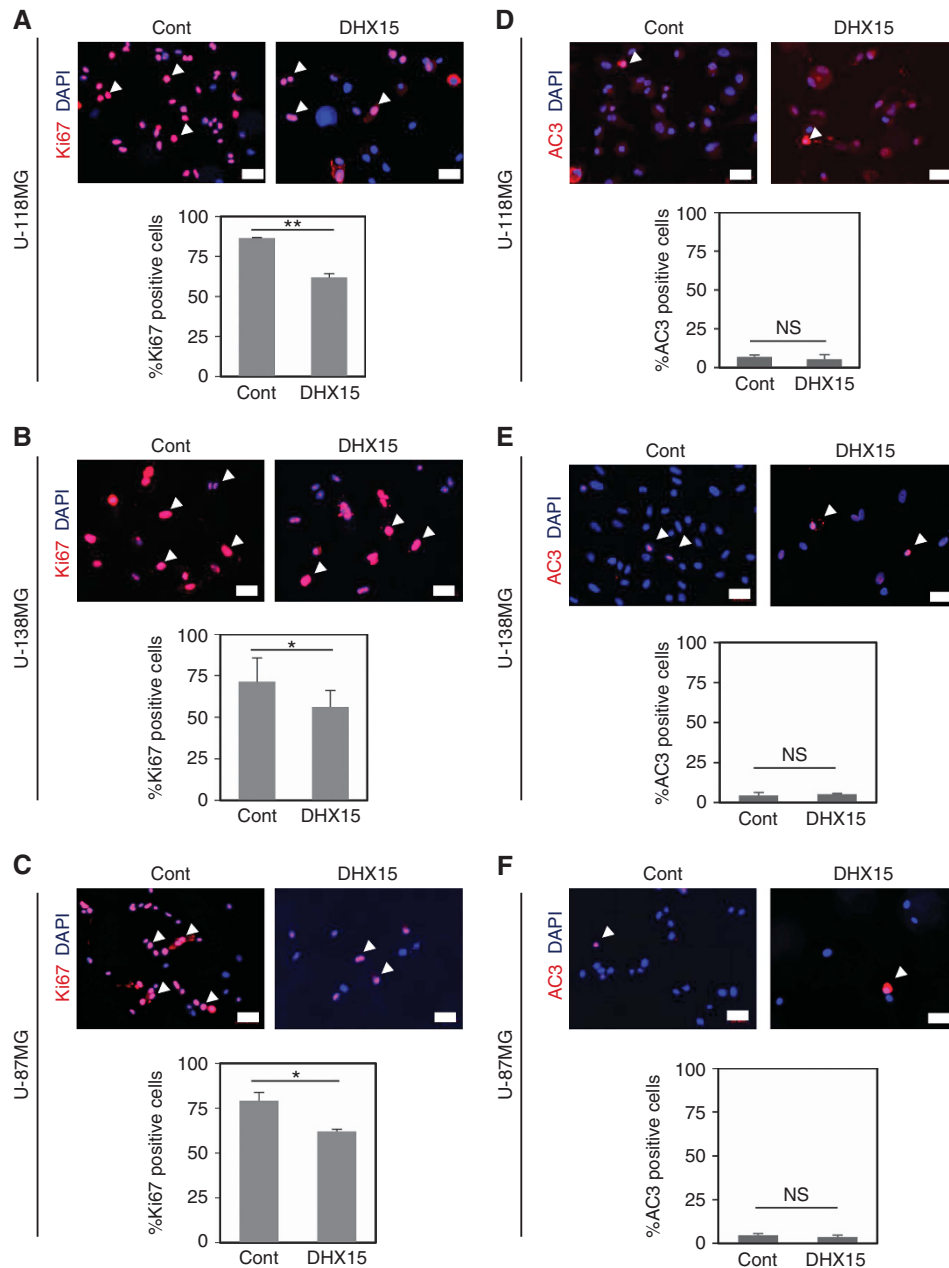 A
Cont
DHX15
U-118MG
Ki67 DAPI
%Ki67 positive cells
100
75
50
25
0
**
Cont
DHX15
B
Cont
DHX15
U-138MG
Ki67 DAPI
%Ki67 positive cells
100
75
50
25
0
*
Cont
DHX15
C
Cont
DHX15
U-87MG
Ki67 DAPI
%Ki67 positive cells
100
75
50
25
0
*
Cont
DHX15
D
Cont
DHX15
U-118MG
AC3 DAPI
%AC3 positive cells
100
75
50
25
0
NS
Cont
DHX15
E
Cont
DHX15
U-138MG
AC3 DAPI
%AC3 positive cells
100
75
50
25
0
NS
Cont
DHX15
F
Cont
DHX15
U-87MG
AC3 DAPI
%AC3 positive cells
100
75
50
25
0
NS
Cont
DHX15